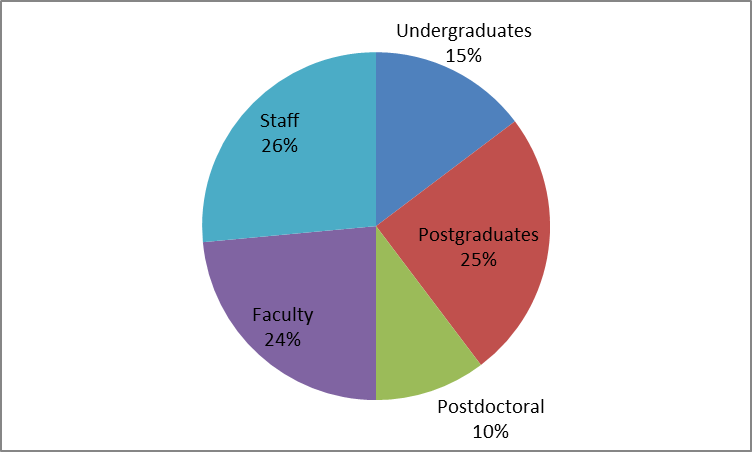 Undergraduates
15%
Staff
26%
Postgraduates
25%
Faculty
24%
Postdoctoral
10%